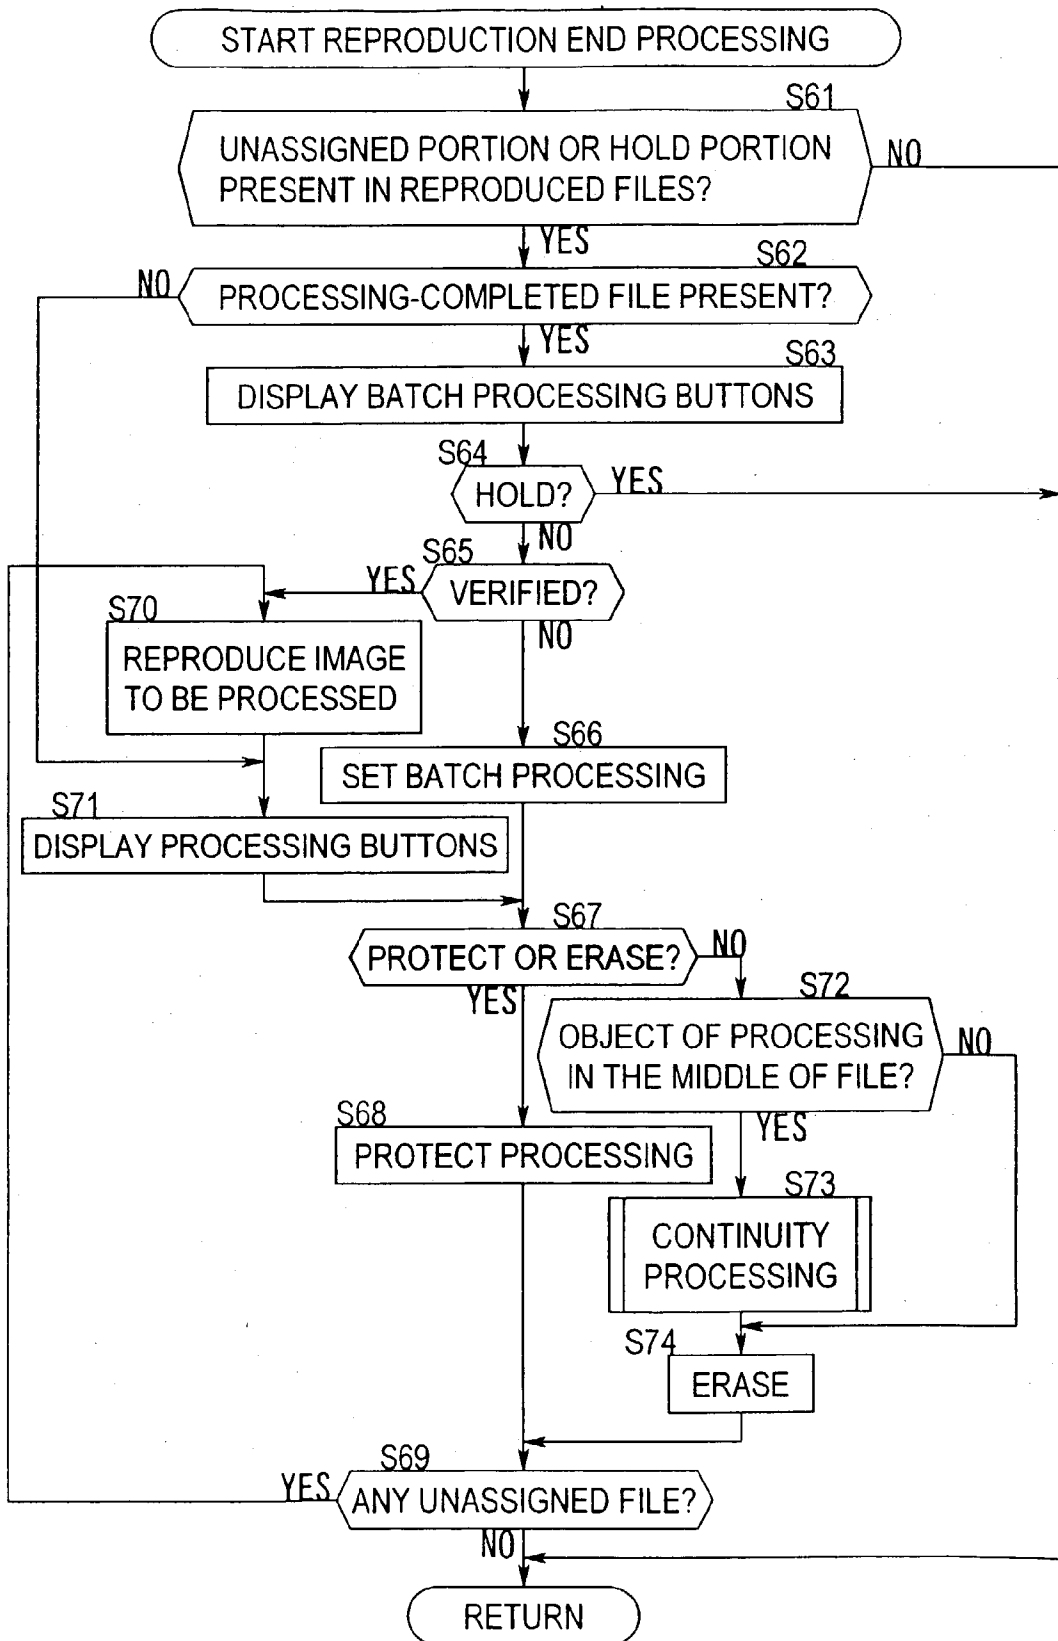 START REPRODUCTION END PROCESSING
S61
UNASSIGNED PORTION OR HOLD PORTION
PRESENT IN REPRODUCED FILES?
NO
YES
S62
NO
PROCESSING-COMPLETED FILE PRESENT?
YES
S63
DISPLAY BATCH PROCESSING BUTTONS
S64
HOLD?
YES
NO
S65
YES
VERIFIED?
NO
S70
REPRODUCE IMAGE
TO BE PROCESSED
S66
SET BATCH PROCESSING
S71
DISPLAY PROCESSING BUTTONS
S67
PROTECT OR ERASE?
NO
YES
S72
OBJECT OF PROCESSING
IN THE MIDDLE OF FILE?
NO
YES
S68
PROTECT PROCESSING
S73
CONTINUITY
PROCESSING
S74
ERASE
S69
YES
ANY UNASSIGNED FILE?
NO
RETURN